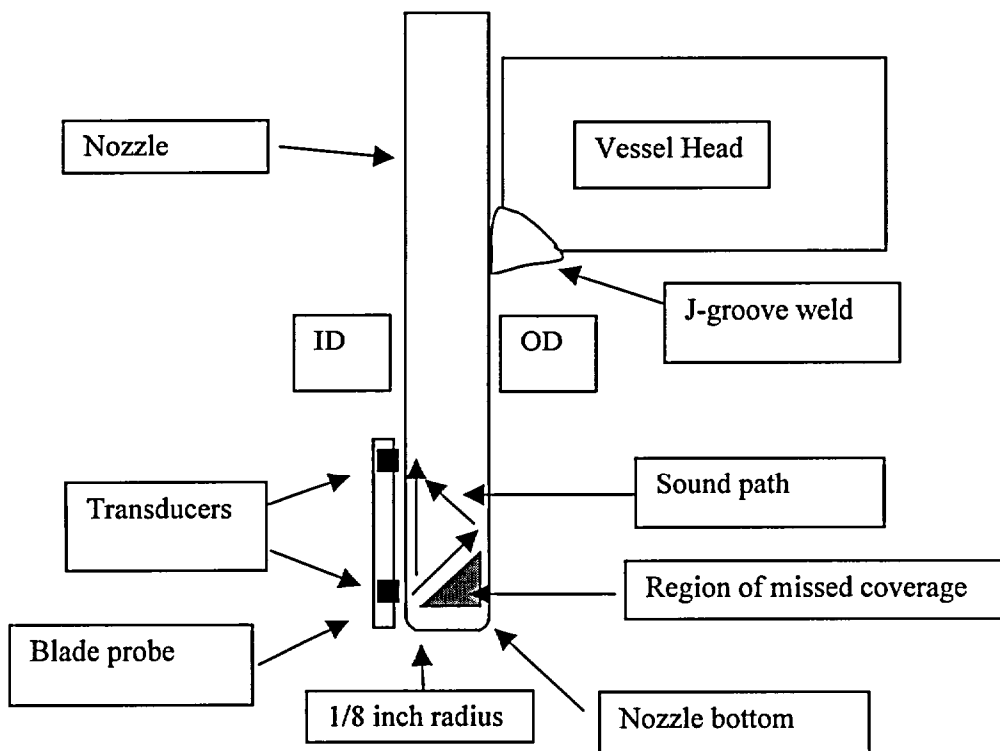 Nozzle
Vessel Head
J-groove weld
ID
OD
Transducers
Sound path
Region of missed coverage
Blade probe
1/8 inch radius
Nozzle bottom